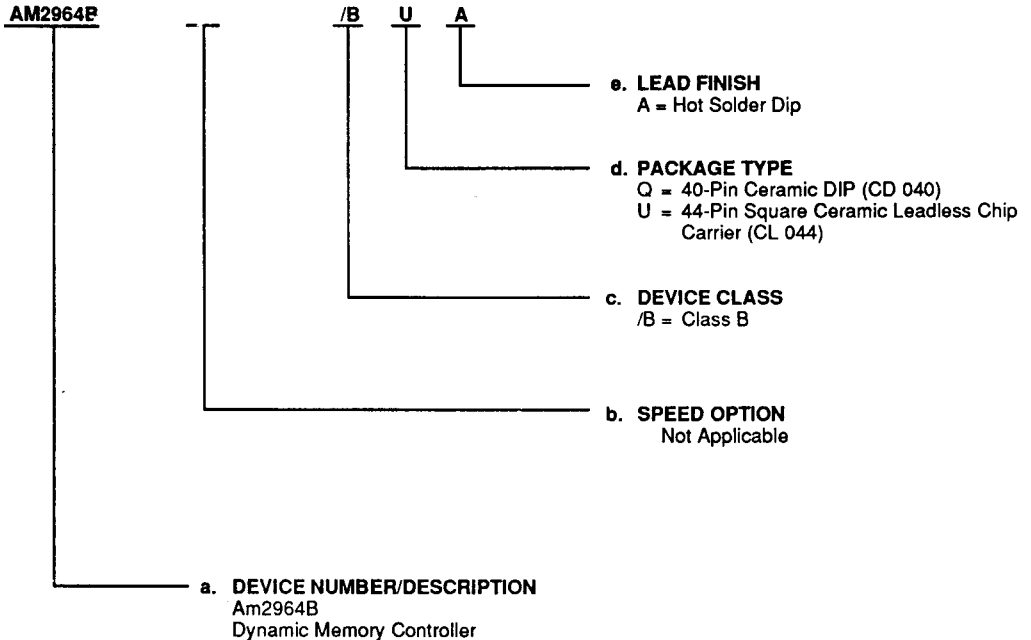 AM2964B – – /B U A
e. LEAD FINISH
A = Hot Solder Dip
d. PACKAGE TYPE
Q = 40-Pin Ceramic DIP (CD 040)
U = 44-Pin Square Ceramic Leadless Chip
Carrier (CL 044)
c. DEVICE CLASS
/B = Class B
b. SPEED OPTION
Not Applicable
a. DEVICE NUMBER/DESCRIPTION
Am2964B
Dynamic Memory Controller